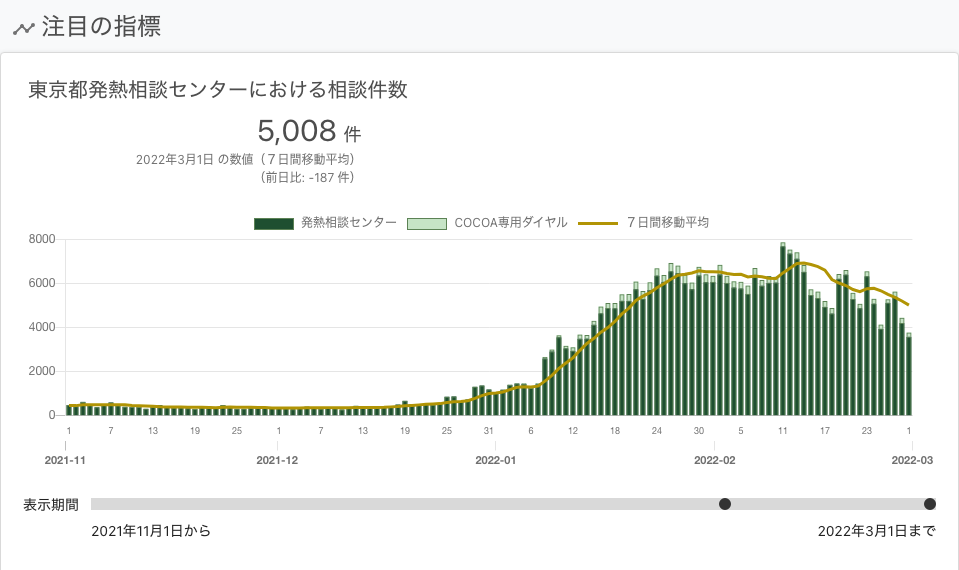 注目の指標
東京都発熱相談センターにおける相談件数
5,008 件
2022年3月1日 の数値（７日間移動平均）
（前日比: -187 件）
発熱相談センター COCOA専用ダイヤル ７日間移動平均
8000
6000
4000
2000
0
1 7 13 19 25 1 7 13 19 25 31 6 12 18 24 30 5 11 17 23 1
2021-11 2021-12 2022-01 2022-02 2022-03
表示期間
2021年11月1日から 2022年3月1日まで